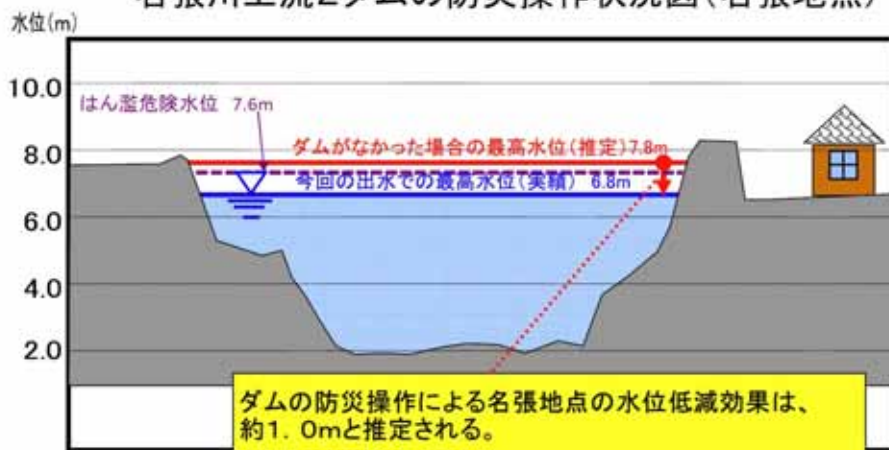 名張川上流2ダムの防災操作状況図(名張地点)
水位(m)
10.0
はん濫危険水位 7.6m
ダムがなかった場合の最高水位(推定)7.8m
8.0
今回の出水での最高水位(実績) 6.8m
6.0
4.0
2.0
ダムの防災操作による名張地点の水位低減効果は、
約1.0mと推定される。